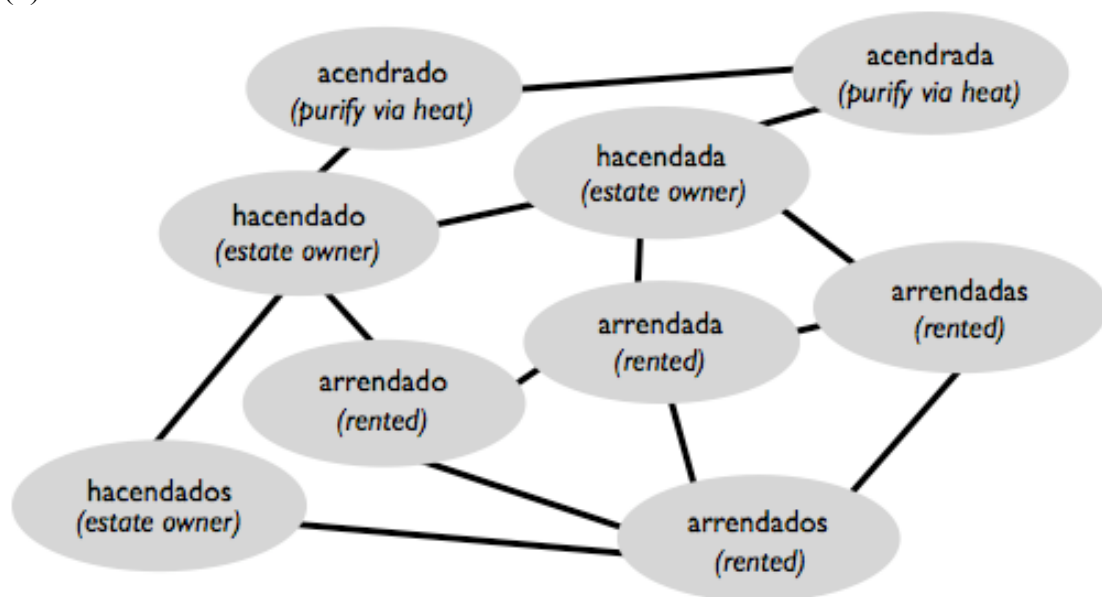 acendrado
(purify via heat)
acendrada
(purify via heat)
hacendada
(estate owner)
hacendado
(estate owner)
arrendadas
(rented)
arrendada
(rented)
arrendado
(rented)
hacendados
(estate owner)
arrendados
(rented)